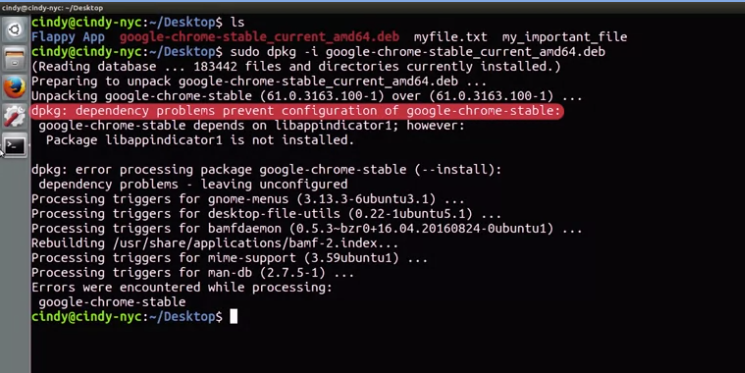 cindy@cindy-nyc: ~/Desktop
cindy@cindy-nyc:~/Desktop$ ls
Flappy App  google-chrome-stable_current_amd64.deb  myfile.txt  my_important_file
cindy@cindy-nyc:~/Desktop$ sudo dpkg -i google-chrome-stable_current_amd64.deb
(Reading database ... 183442 files and directories currently installed.)
Preparing to unpack google-chrome-stable_current_amd64.deb ...
Unpacking google-chrome-stable (61.0.3163.100-1) over (61.0.3163.100-1) ...
dpkg: dependency problems prevent configuration of google-chrome-stable:
 google-chrome-stable depends on libappindicator1; however:
  Package libappindicator1 is not installed.
dpkg: error processing package google-chrome-stable (--install):
 dependency problems - leaving unconfigured
Processing triggers for gnome-menus (3.13.3-6ubuntu3.1) ...
Processing triggers for desktop-file-utils (0.22-1ubuntu5.1) ...
Processing triggers for bamfdaemon (0.5.3~bzr0+16.04.20160824-0ubuntu1) ...
Rebuilding /usr/share/applications/bamf-2.index...
Processing triggers for mime-support (3.59ubuntu1) ...
Processing triggers for man-db (2.7.5-1) ...
Errors were encountered while processing:
 google-chrome-stable
cindy@cindy-nyc:~/Desktop$